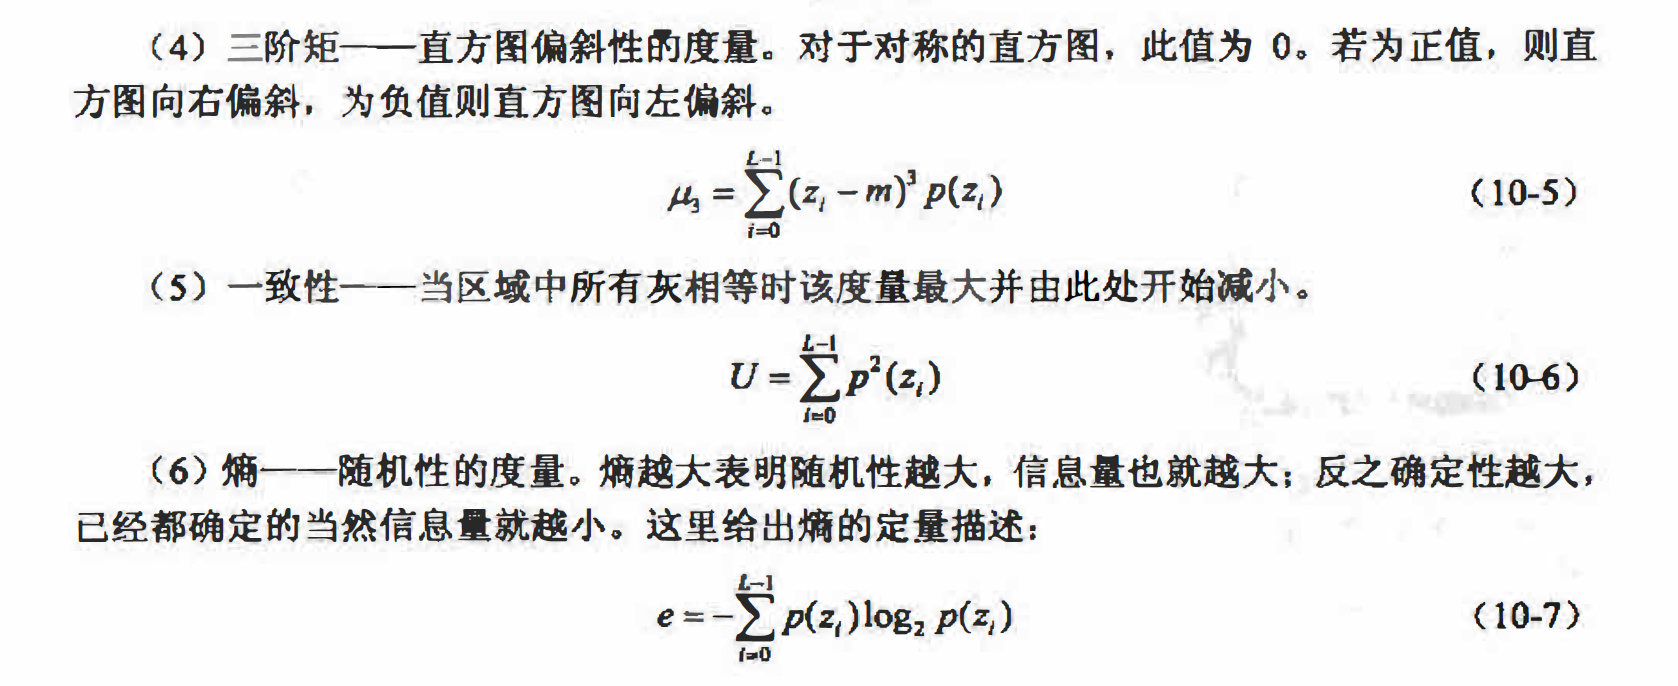 （4）三阶矩——直方图偏斜性的度量。对于对称的直方图，此值为 0。若为正值，则直
方图向右偏斜，为负值则直方图向左偏斜。
μ₃ = ∑_{i=0}^{L-1} (z_i − m)³ p(z_i) （10-5）
（5）一致性——当区域中所有灰相等时该度量最大并由此处开始减小。
U = ∑_{i=0}^{L-1} p²(z_i) （10-6）
（6）熵——随机性的度量。熵越大表明随机性越大，信息量也就越大；反之确定性越大，
已经都确定的当然信息量就越小。这里给出熵的定量描述：
e = −∑_{i=0}^{L-1} p(z_i) log₂ p(z_i) （10-7）